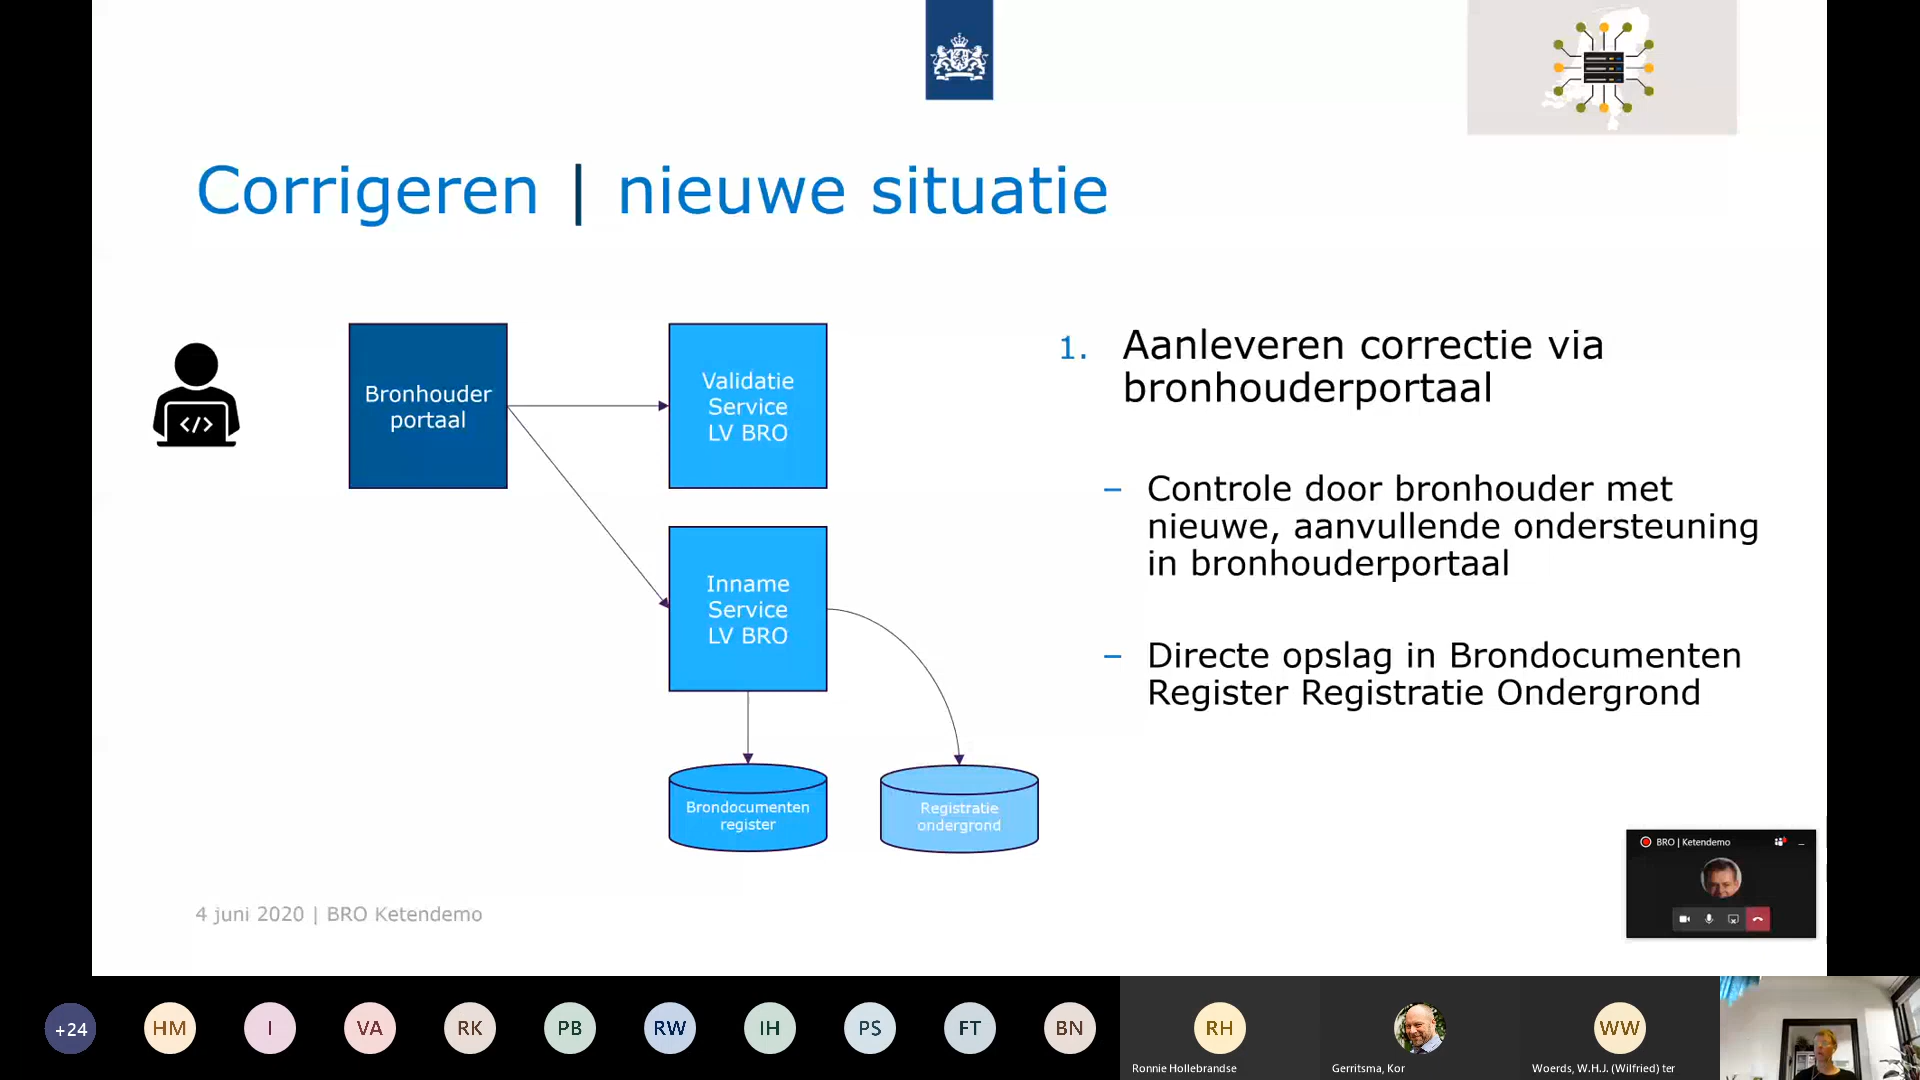 Corrigeren | nieuwe situatie
Bronhouder
portaal
</>
Validatie
Service
LV BRO
Inname
Service
LV BRO
Brondocumenten
register
Registratie
ondergrond
1. Aanleveren correctie via
bronhouderportaal
– Controle door bronhouder met
nieuwe, aanvullende ondersteuning
in bronhouderportaal
– Directe opslag in Brondocumenten
Register Registratie Ondergrond
BRO | Ketendemo
4 juni 2020 | BRO Ketendemo
+24
HM
I
VA
RK
PB
RW
IH
PS
FT
BN
RH
WW
Ronnie Hollebrandse
Gerritsma, Kor
Woerds, W.H.J. (Wilfried) ter